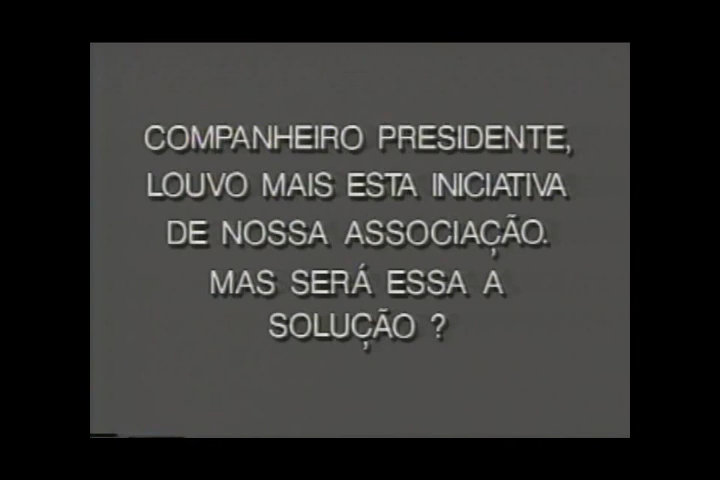 COMPANHEIRO PRESIDENTE,
LOUVO MAIS ESTA INICIATIVA
DE NOSSA ASSOCIAÇÃO.
MAS SERÁ ESSA A
SOLUÇÃO ?